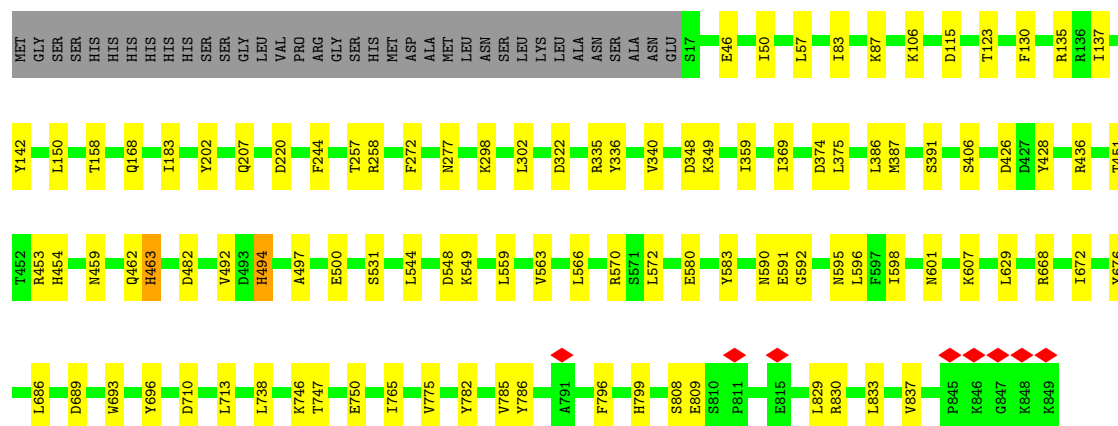 MET GLY SER SER HIS HIS HIS HIS HIS HIS SER SER GLY LEU VAL PRO ARG GLY SER HIS MET ASP ALA MET LEU ASN SER LEU LYS LEU ALA ASN SER ALA ASN GLU S17 E46 I50 L57 I83 K87 K106 D115 T123 F130 R135 R136 I137
Y142 L150 T158 Q168 I183 Y202 Q207 D220 F244 T257 R258 F272 N277 K298 L302 D322 R335 Y336 V340 D348 K349 I359 I369 D374 L375 L386 M387 S391 S406 D426 D427 Y428 R436 T451
T452 R453 H454 N459 Q462 H463 D482 V492 D493 H494 A497 E500 S531 L544 D548 K549 L559 V563 L566 R570 S571 L572 E580 Y583 N590 E591 G592 N595 L596 F597 I598 N601 K607 L629 R668 I672 Y676
L686 D689 W693 Y696 D710 L713 L738 K746 T747 E750 I765 V775 Y782 V785 Y786 A791 F796 H799 S808 E809 S810 P811 E815 L829 R830 L833 V837 P845 K846 G847 K848 K849